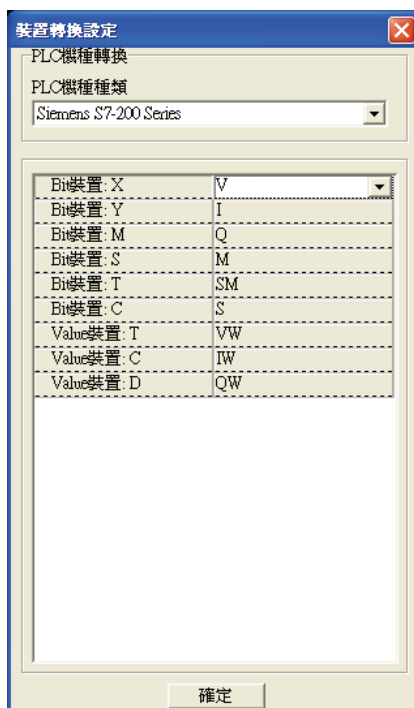 裝置轉換設定
PLC機種轉換
PLC機種種類
Siemens S7-200 Series
Bit裝置: X V
Bit裝置: Y I
Bit裝置: M Q
Bit裝置: S M
Bit裝置: T SM
Bit裝置: C S
Value裝置: T VW
Value裝置: C IW
Value裝置: D QW
確定